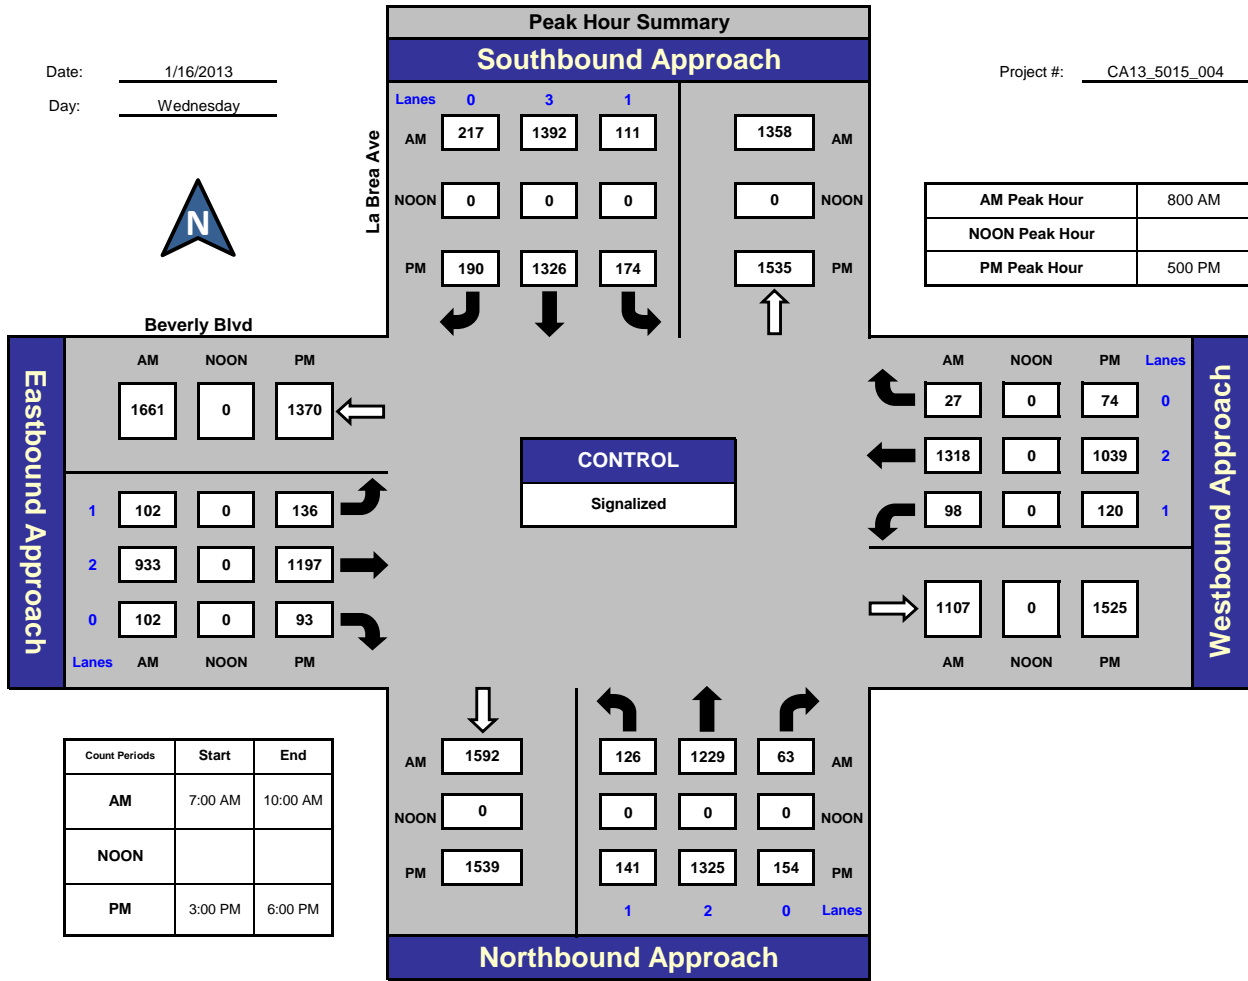 Peak Hour Summary
Southbound Approach
Date: 1/16/2013
Project #: CA13_5015_004
Day: Wednesday
Lanes 0 3 1
La Brea Ave
AM 217 1392 111 1358 AM
NOON 0 0 0 0 NOON
PM 190 1326 174 1535 PM
N
AM Peak Hour 800 AM
NOON Peak Hour
PM Peak Hour 500 PM
Beverly Blvd
Eastbound Approach
AM NOON PM
1661 0 1370
1 102 0 136
2 933 0 1197
0 102 0 93
Lanes AM NOON PM
CONTROL
Signalized
AM NOON PM Lanes
27 0 74 0
1318 0 1039 2
98 0 120 1
1107 0 1525
AM NOON PM
Westbound Approach
Count Periods Start End
AM 7:00 AM 10:00 AM
NOON
PM 3:00 PM 6:00 PM
AM 1592 126 1229 63 AM
NOON 0 0 0 0 NOON
PM 1539 141 1325 154 PM
1 2 0 Lanes
Northbound Approach